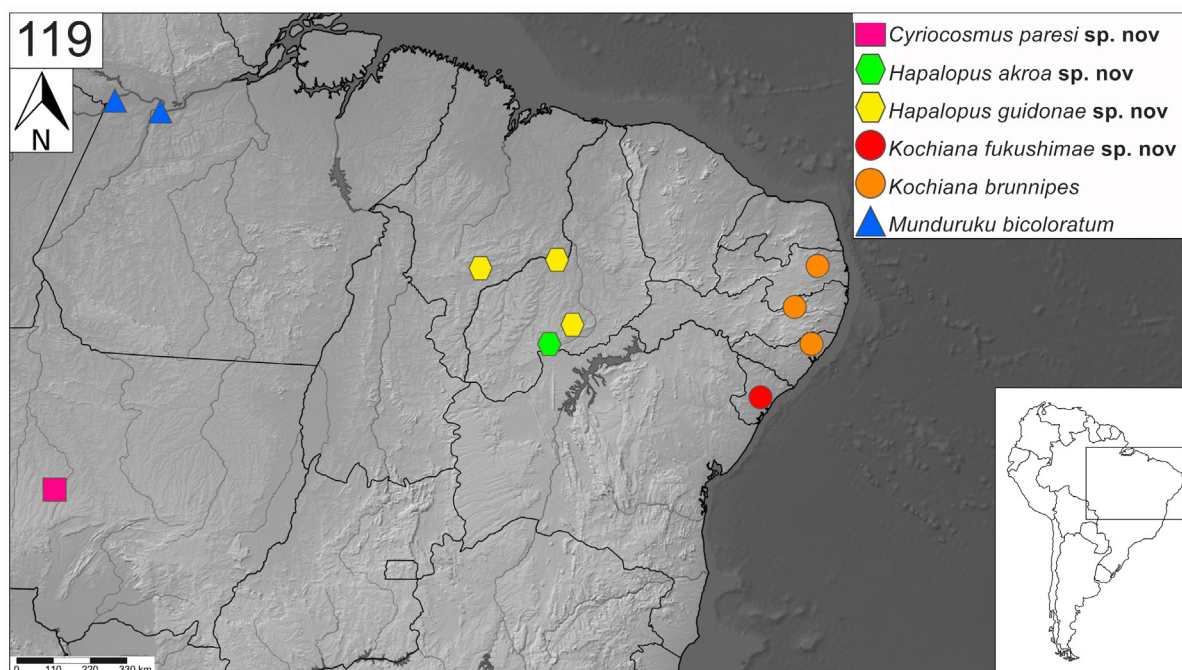 119
N
Cyriocosmus paresi sp. nov
Hapalopus akroa sp. nov
Hapalopus guidonae sp. nov
Kochiana fukushimae sp. nov
Kochiana brunnipes
Munduruku bicoloratum
0 110 220 330 km